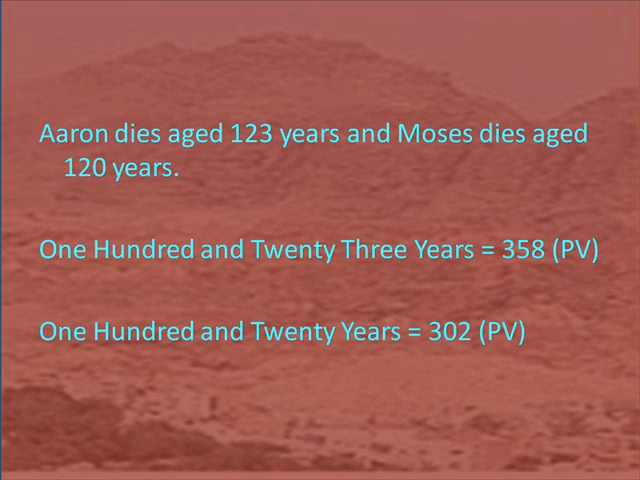 Aaron dies aged 123 years and Moses dies aged
120 years.
One Hundred and Twenty Three Years = 358 (PV)
One Hundred and Twenty Years = 302 (PV)